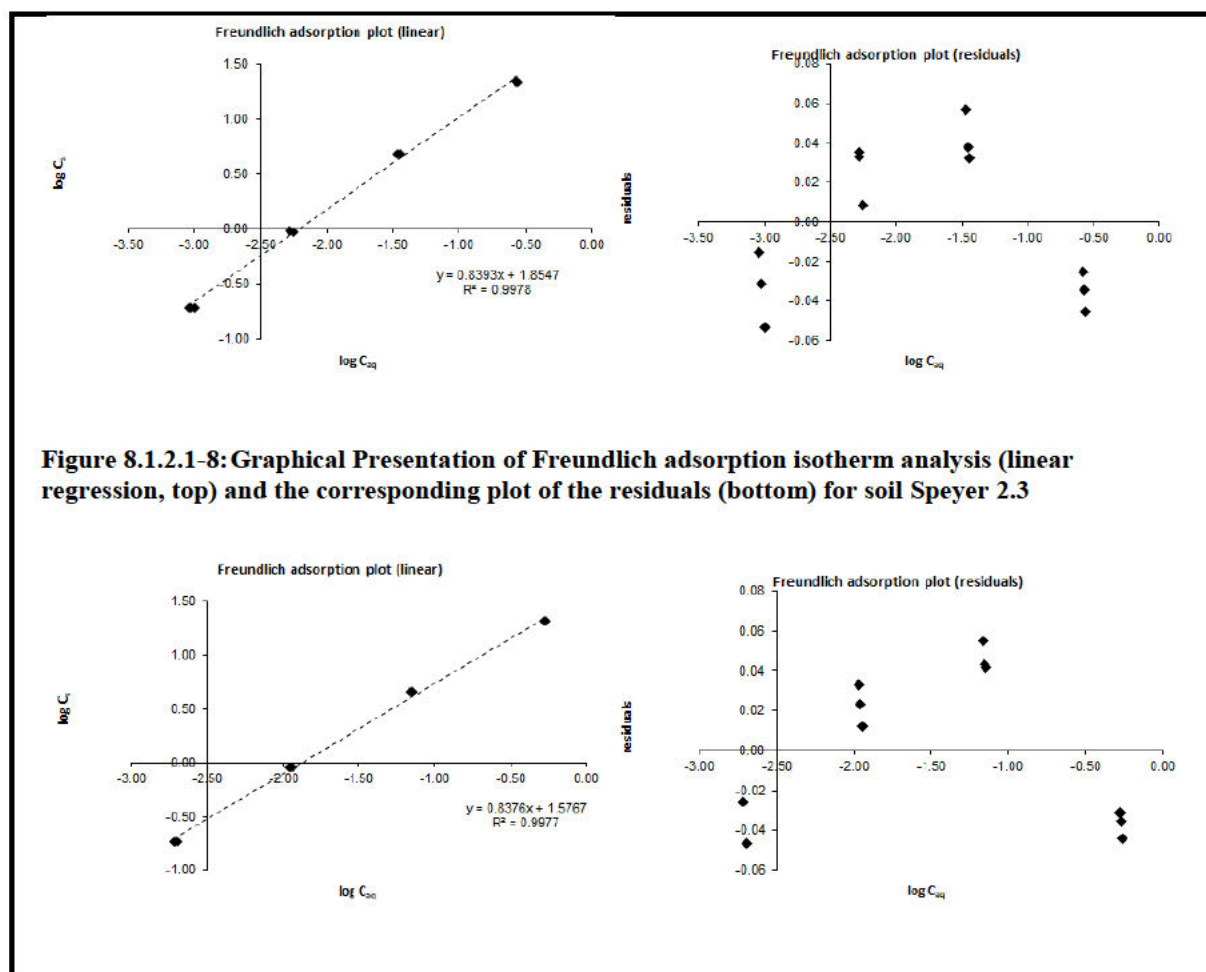 Freundlich adsorption plot (linear)
1.50
1.00
0.50
0.00
-0.50
-1.00
-3.50 -3.00 -2.50 -2.00 -1.50 -1.00 -0.50 0.00
log Cs
log Caq
y = 0.8393x + 1.8547
R² = 0.9978
Freundlich adsorption plot (residuals)
0.08
0.06
0.04
0.02
0.00
-0.02
-0.04
-0.06
-3.50 -3.00 -2.50 -2.00 -1.50 -1.00 -0.50 0.00
residuals
log Caq
Figure 8.1.2.1-8: Graphical Presentation of Freundlich adsorption isotherm analysis (linear
regression, top) and the corresponding plot of the residuals (bottom) for soil Speyer 2.3
Freundlich adsorption plot (linear)
1.50
1.00
0.50
0.00
-0.50
-1.00
-3.00 -2.50 -2.00 -1.50 -1.00 -0.50 0.00
log Cs
log Caq
y = 0.8376x + 1.5767
R² = 0.9977
Freundlich adsorption plot (residuals)
0.08
0.06
0.04
0.02
0.00
-0.02
-0.04
-0.06
-3.00 -2.50 -2.00 -1.50 -1.00 -0.50 0.00
residuals
log Caq